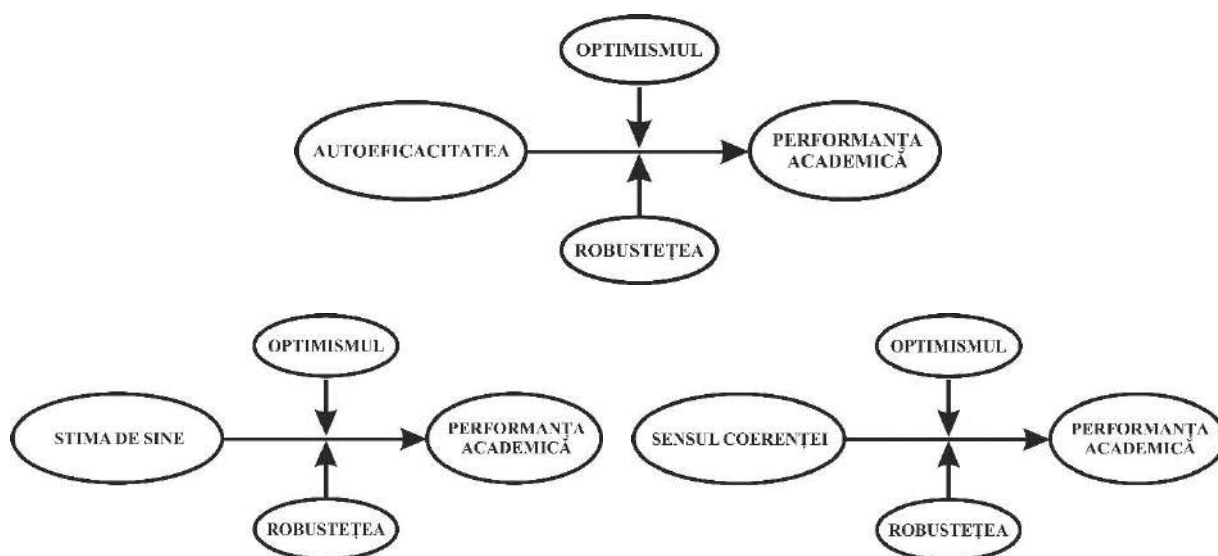 OPTIMISMUL
AUTOEFICACITATEA
PERFORMANȚA
ACADEMICĂ
ROBUSTEȚEA
OPTIMISMUL
STIMA DE SINE
PERFORMANȚA
ACADEMICĂ
ROBUSTEȚEA
OPTIMISMUL
SENSUL COERENȚEI
PERFORMANȚA
ACADEMICĂ
ROBUSTEȚEA